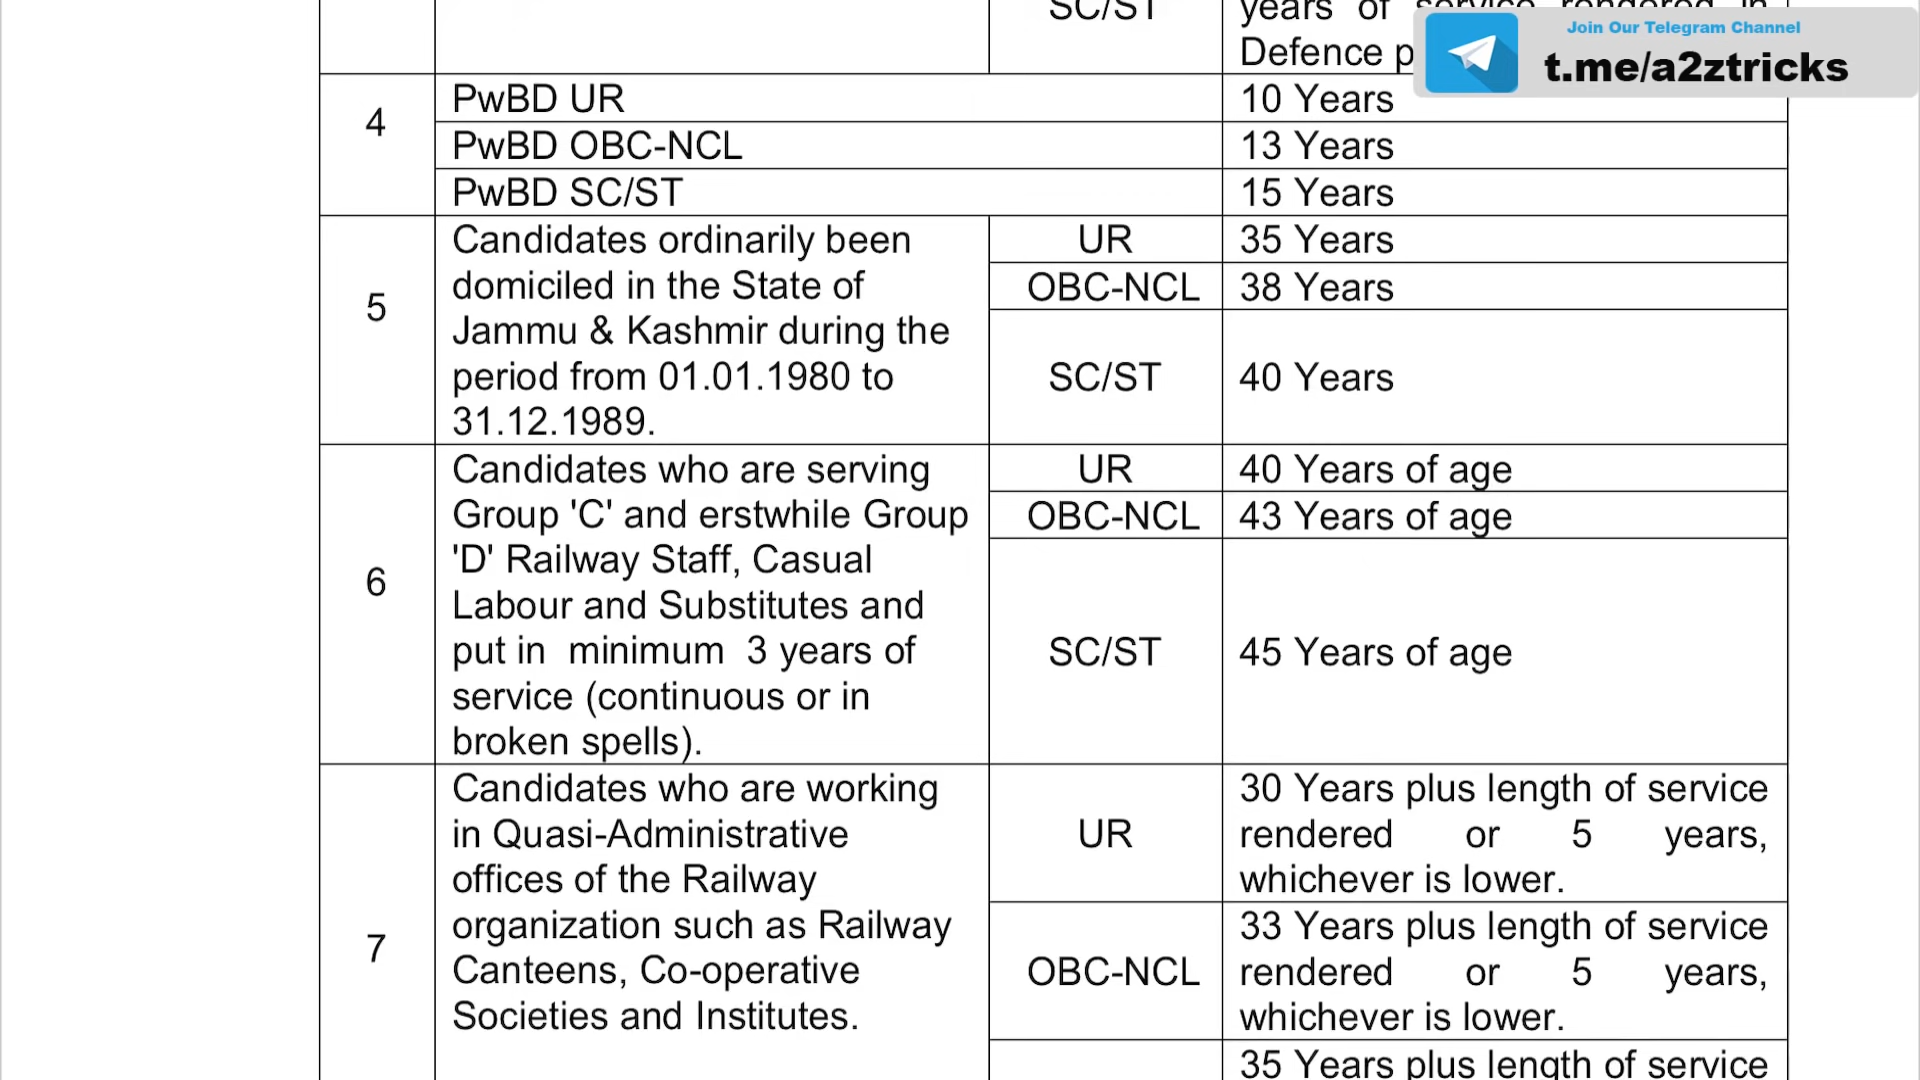 SC/ST
years of service rendered in
Defence p
Join Our Telegram Channel
t.me/a2ztricks
4
PwBD UR
10 Years
PwBD OBC-NCL
13 Years
PwBD SC/ST
15 Years
5
Candidates ordinarily been
domiciled in the State of
Jammu & Kashmir during the
period from 01.01.1980 to
31.12.1989.
UR
35 Years
OBC-NCL
38 Years
SC/ST
40 Years
6
Candidates who are serving
Group 'C' and erstwhile Group
'D' Railway Staff, Casual
Labour and Substitutes and
put in minimum 3 years of
service (continuous or in
broken spells).
UR
40 Years of age
OBC-NCL
43 Years of age
SC/ST
45 Years of age
7
Candidates who are working
in Quasi-Administrative
offices of the Railway
organization such as Railway
Canteens, Co-operative
Societies and Institutes.
UR
30 Years plus length of service
rendered or 5 years,
whichever is lower.
OBC-NCL
33 Years plus length of service
rendered or 5 years,
whichever is lower.
35 Years plus length of service